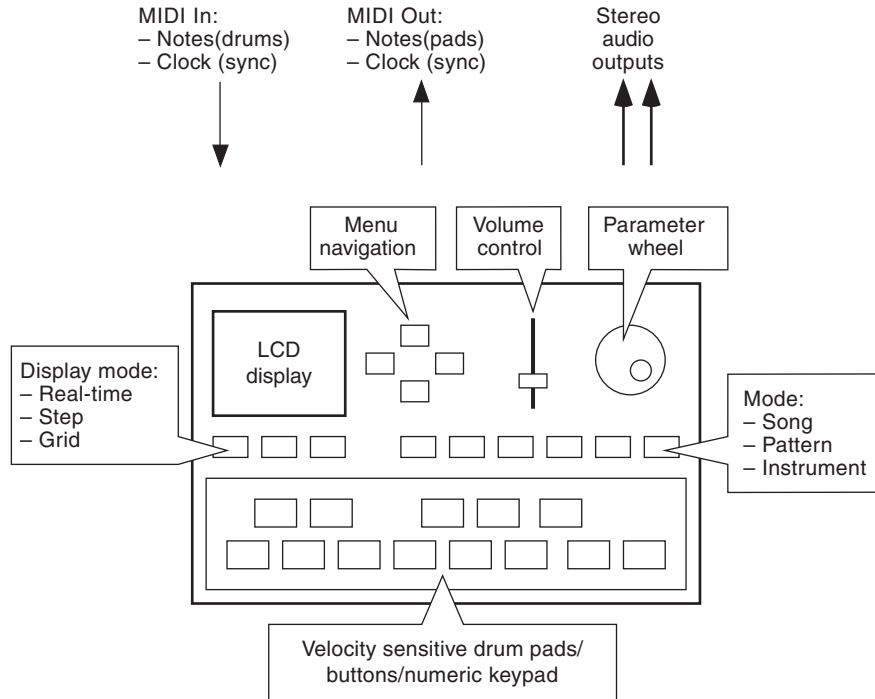 MIDI In:
– Notes(drums)
– Clock (sync)
MIDI Out:
– Notes(pads)
– Clock (sync)
Stereo
audio
outputs
Menu
navigation
Volume
control
Parameter
wheel
LCD
display
Display mode:
– Real-time
– Step
– Grid
Mode:
– Song
– Pattern
– Instrument
Velocity sensitive drum pads/
buttons/numeric keypad